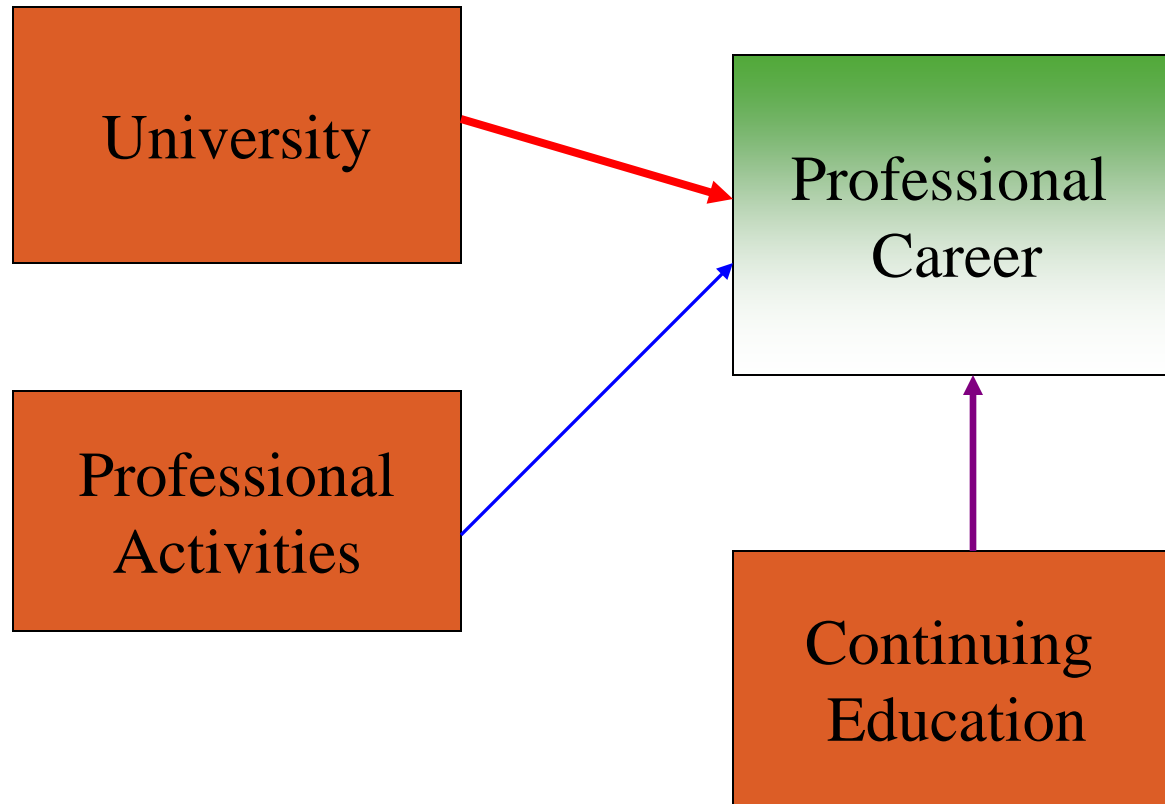 University
Professional
Career
Professional
Activities
Continuing
Education